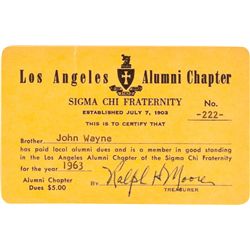 Los Angeles Alumni Chapter
SIGMA CHI FRATERNITY
ESTABLISHED JULY 7, 1903
No.
THIS IS TO CERTIFY THAT
-222-
Brother John Wayne
has paid local alumni dues and is a member in good standing
in the Los Angeles Alumni Chapter of the Sigma Chi Fraternity
for the year 1963
Alumni Chapter
Dues $5.00
By Ralph H Moore
TREASURER